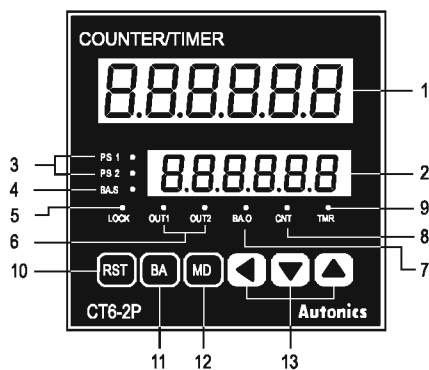 COUNTER/TIMER
8.8.8.8.8.8
1
3
PS 1
PS 2
8.8.8.8.8.8
2
4
BA.S
5
LOCK
OUT1
OUT2
BA.O
CNT
TMR
9
6
8
7
10
RST
BA
MD
CT6-2P
Autonics
11
12
13